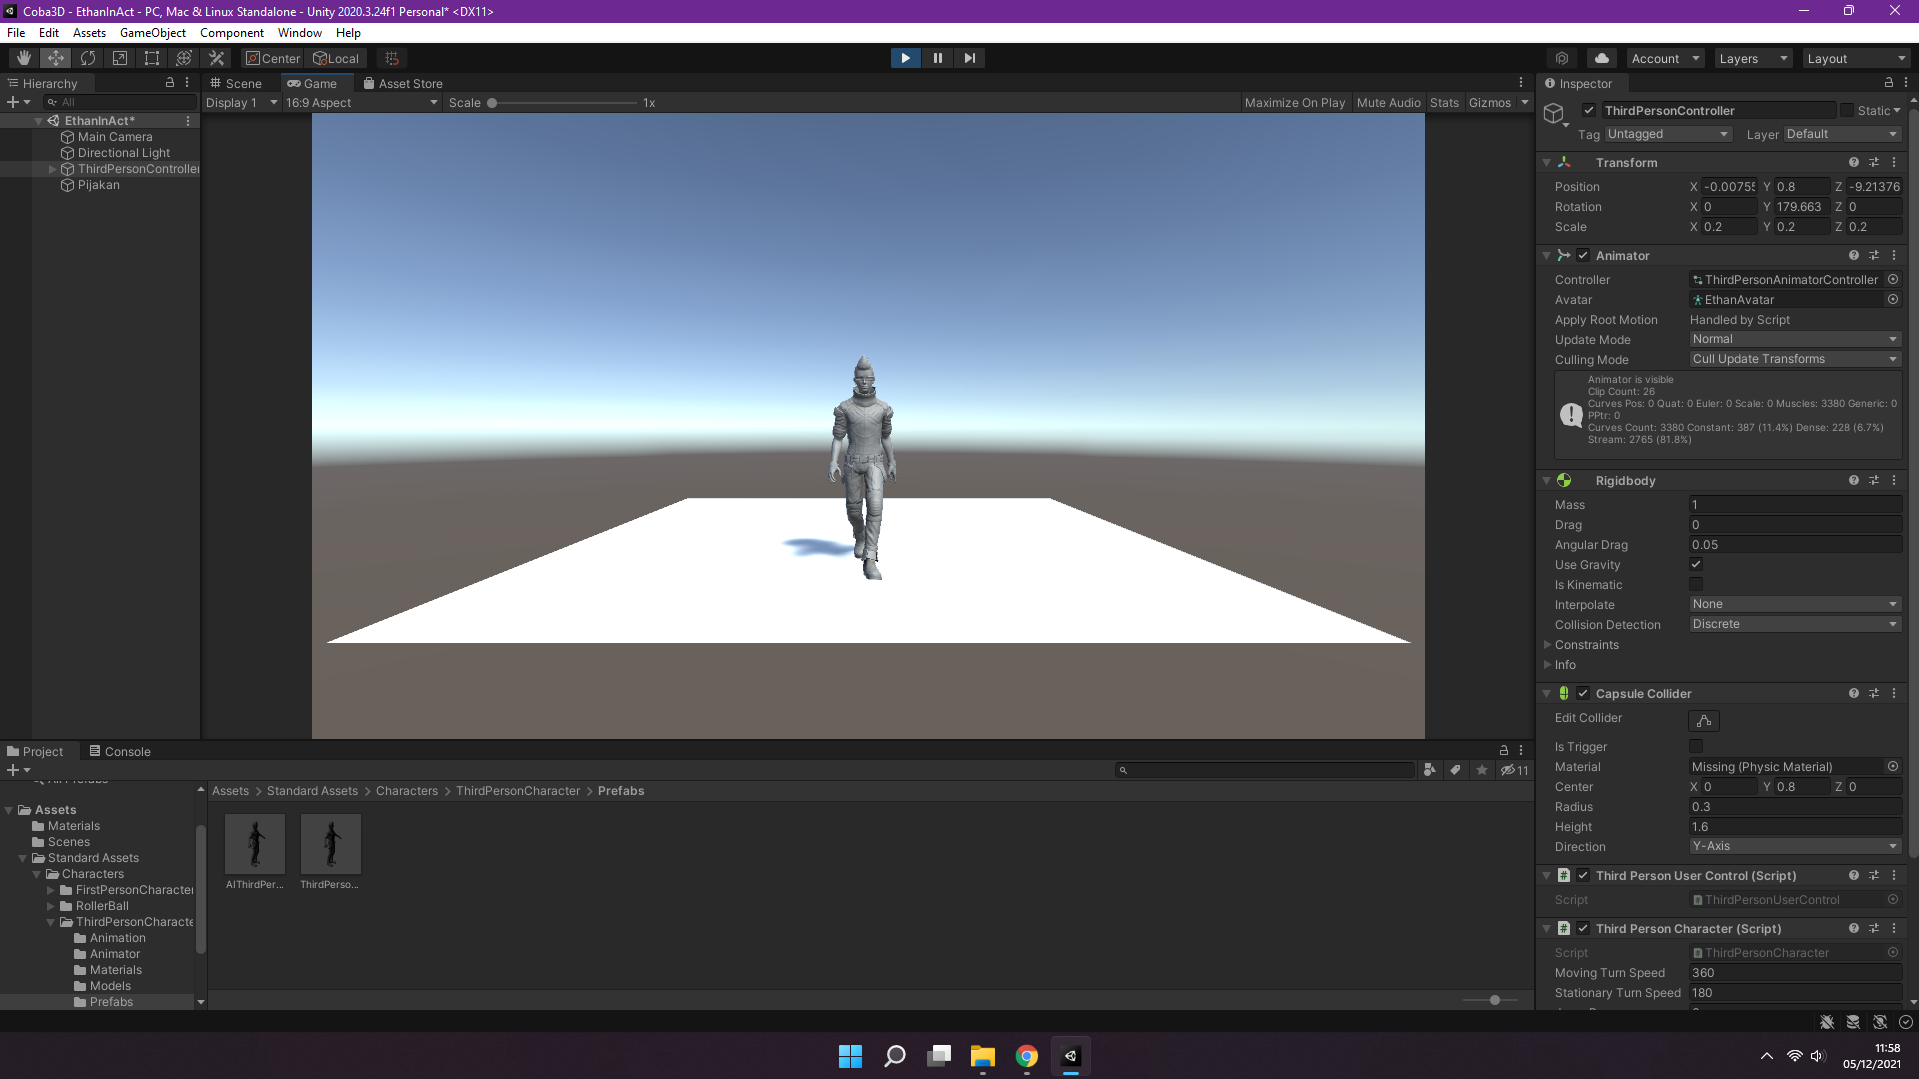 Coba3D - EthanInAct - PC, Mac & Linux Standalone - Unity 2020.3.24f1 Personal* <DX11>
File Edit Assets GameObject Component Window Help
Center Local Account Layers Layout
Hierarchy
All
EthanInAct*
Main Camera
Directional Light
ThirdPersonController
Pijakan
Scene Game Asset Store
Display 1 16:9 Aspect Scale 1x Maximize On Play Mute Audio Stats Gizmos
Inspector
ThirdPersonController Static
Tag Untagged Layer Default
Transform
Position X -0.00755 Y 0.8 Z -9.21376
Rotation X 0 Y 179.663 Z 0
Scale X 0.2 Y 0.2 Z 0.2
Animator
Controller ThirdPersonAnimatorController
Avatar EthanAvatar
Apply Root Motion Handled by Script
Update Mode Normal
Culling Mode Cull Update Transforms
Animator is visible
Clip Count: 26
Curves Pos: 0 Quat: 0 Euler: 0 Scale: 0 Muscles: 3380 Generic: 0
PPtr: 0
Curves Count: 3380 Constant: 387 (11.4%) Dense: 228 (6.7%)
Stream: 2765 (81.8%)
Rigidbody
Mass 1
Drag 0
Angular Drag 0.05
Use Gravity
Is Kinematic
Interpolate None
Collision Detection Discrete
Constraints
Info
Capsule Collider
Edit Collider
Is Trigger
Material Missing (Physic Material)
Center X 0 Y 0.8 Z 0
Radius 0.3
Height 1.6
Direction Y-Axis
Third Person User Control (Script)
Script ThirdPersonUserControl
Third Person Character (Script)
Script ThirdPersonCharacter
Moving Turn Speed 360
Stationary Turn Speed 180
Project Console
11
Assets
Materials
Scenes
Standard Assets
Characters
FirstPersonCharacter
RollerBall
ThirdPersonCharacte
Animation
Animator
Materials
Models
Prefabs
Assets > Standard Assets > Characters > ThirdPersonCharacter > Prefabs
AIThirdPer... ThirdPerso...
11:58
05/12/2021